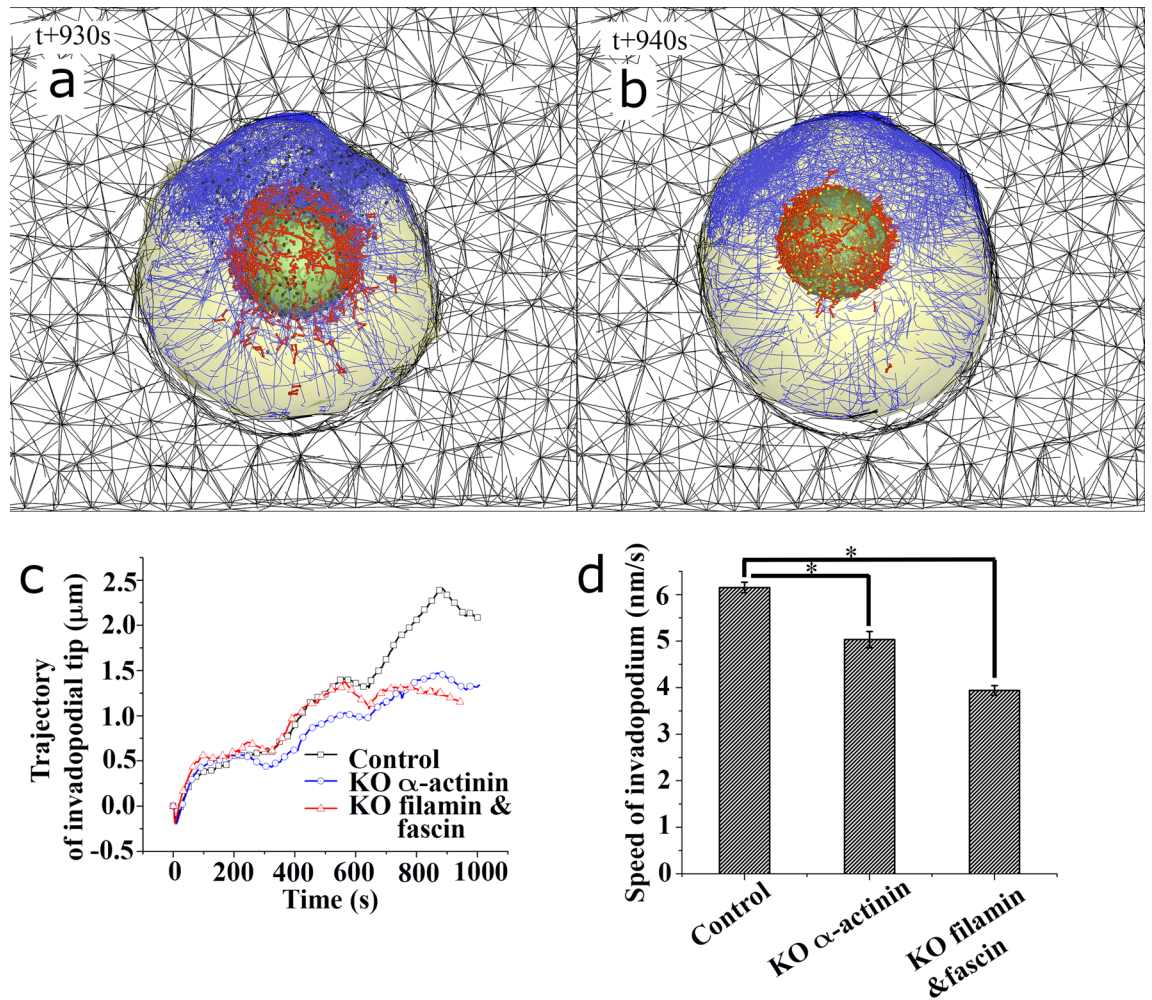 t+930s
a
t+940s
b
c
Trajectory
of invadopodial tip (μm)
2.5
2.0
1.5
1.0
0.5
0.0
-0.5
Control
KO α-actinin
KO filamin &
fascin
0 200 400 600 800 1000
Time (s)
d
Speed of invadopodium (nm/s)
6
5
4
3
2
1
0
*
*
Control
KO α-actinin
KO filamin
&fascin